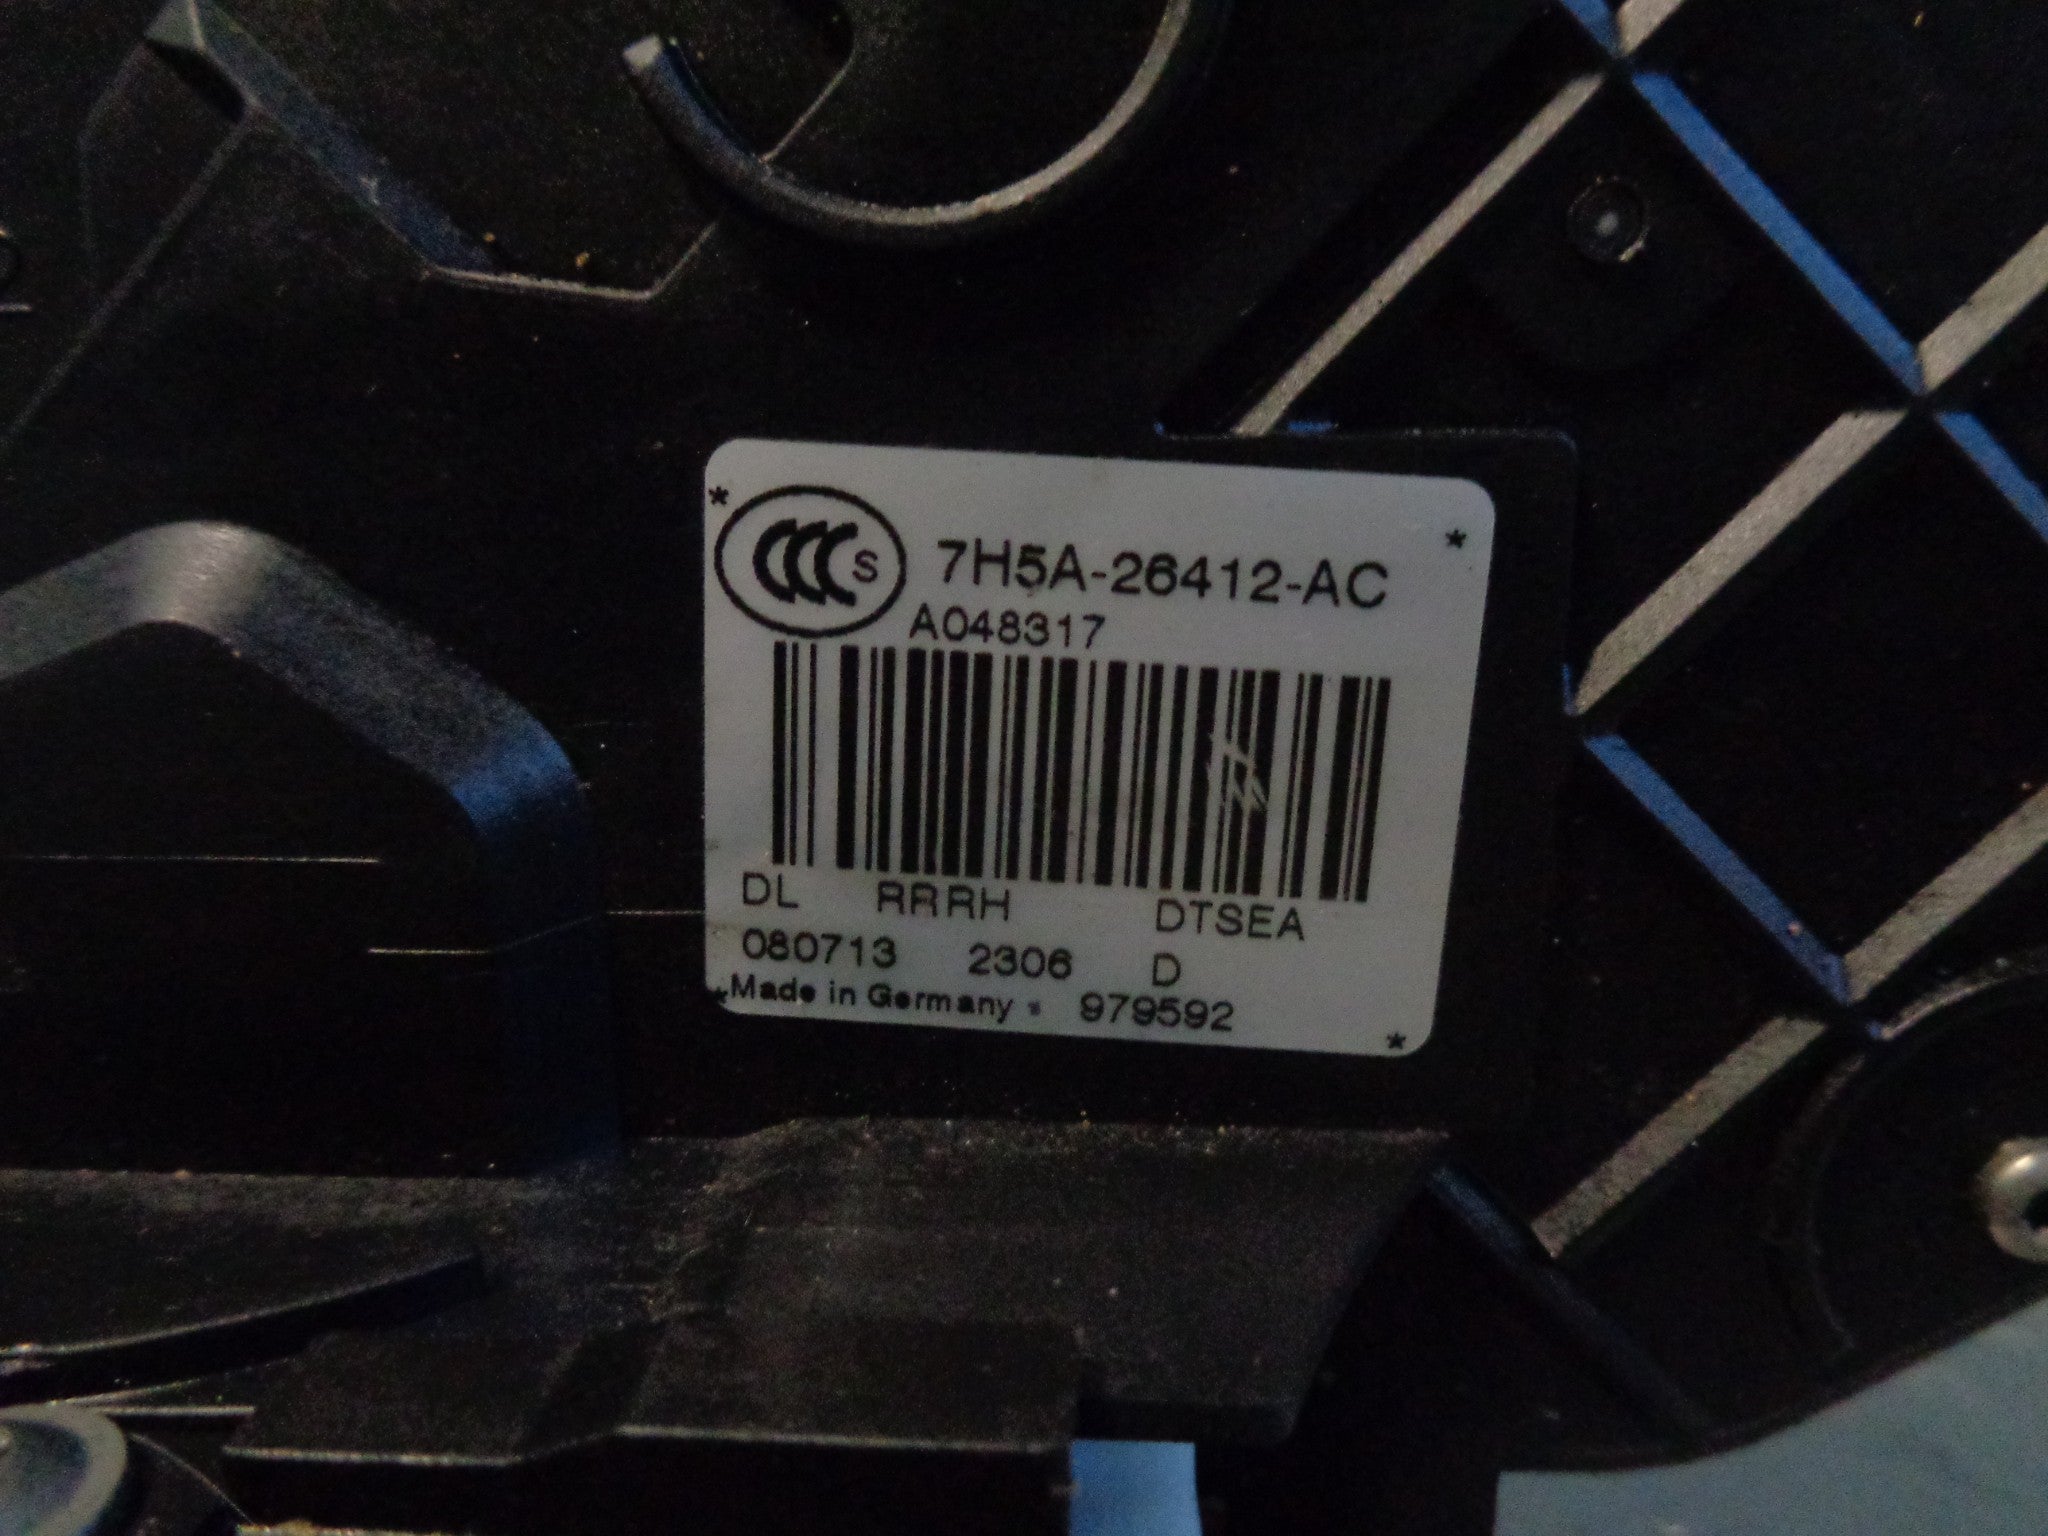 CCC S 7H5A-26412-AC
A048317
DL RRRH DTSEA
080713 2306 D
Made in Germany 979592